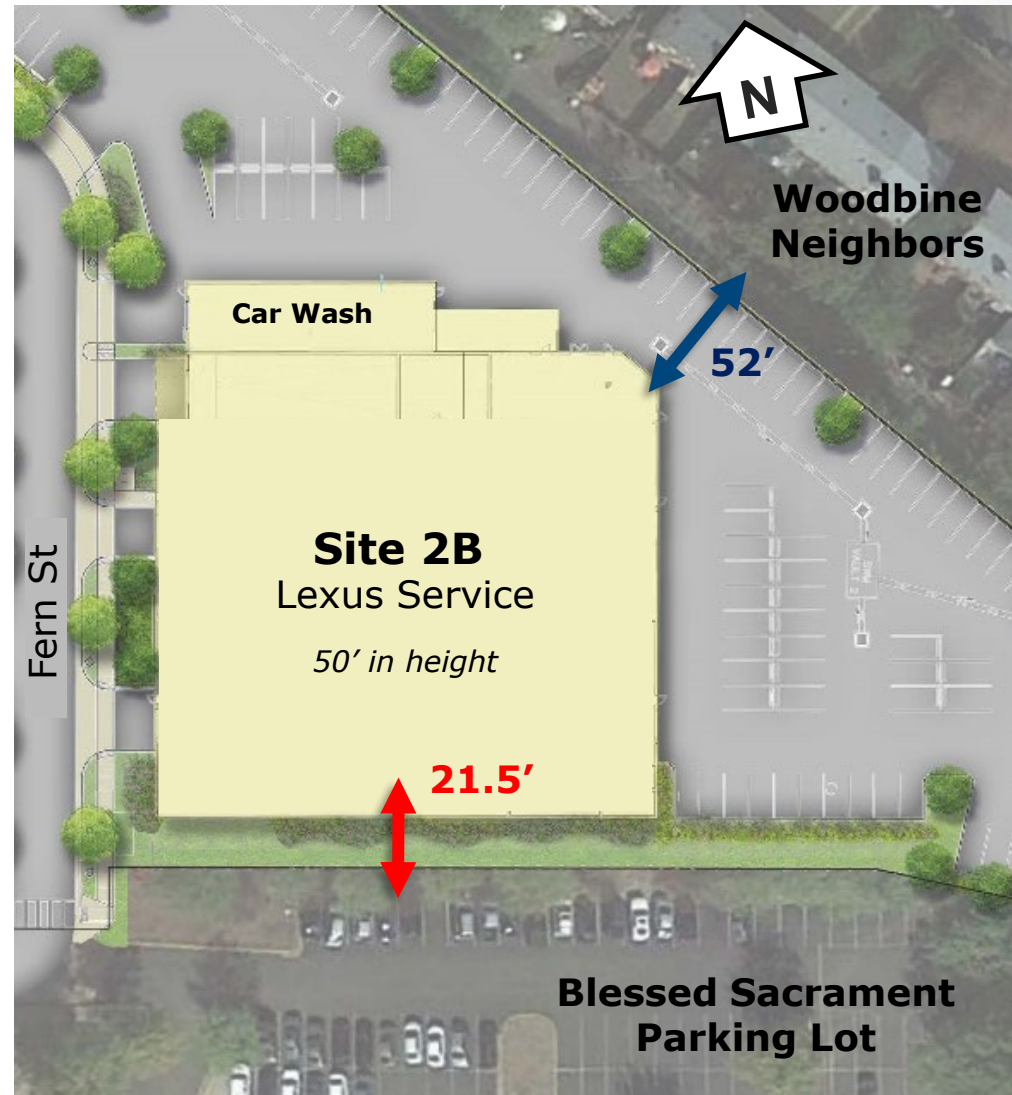 N
Woodbine
Neighbors
Car Wash
52’
Site 2B
Lexus Service
50’ in height
Fern St
21.5’
Blessed Sacrament
Parking Lot